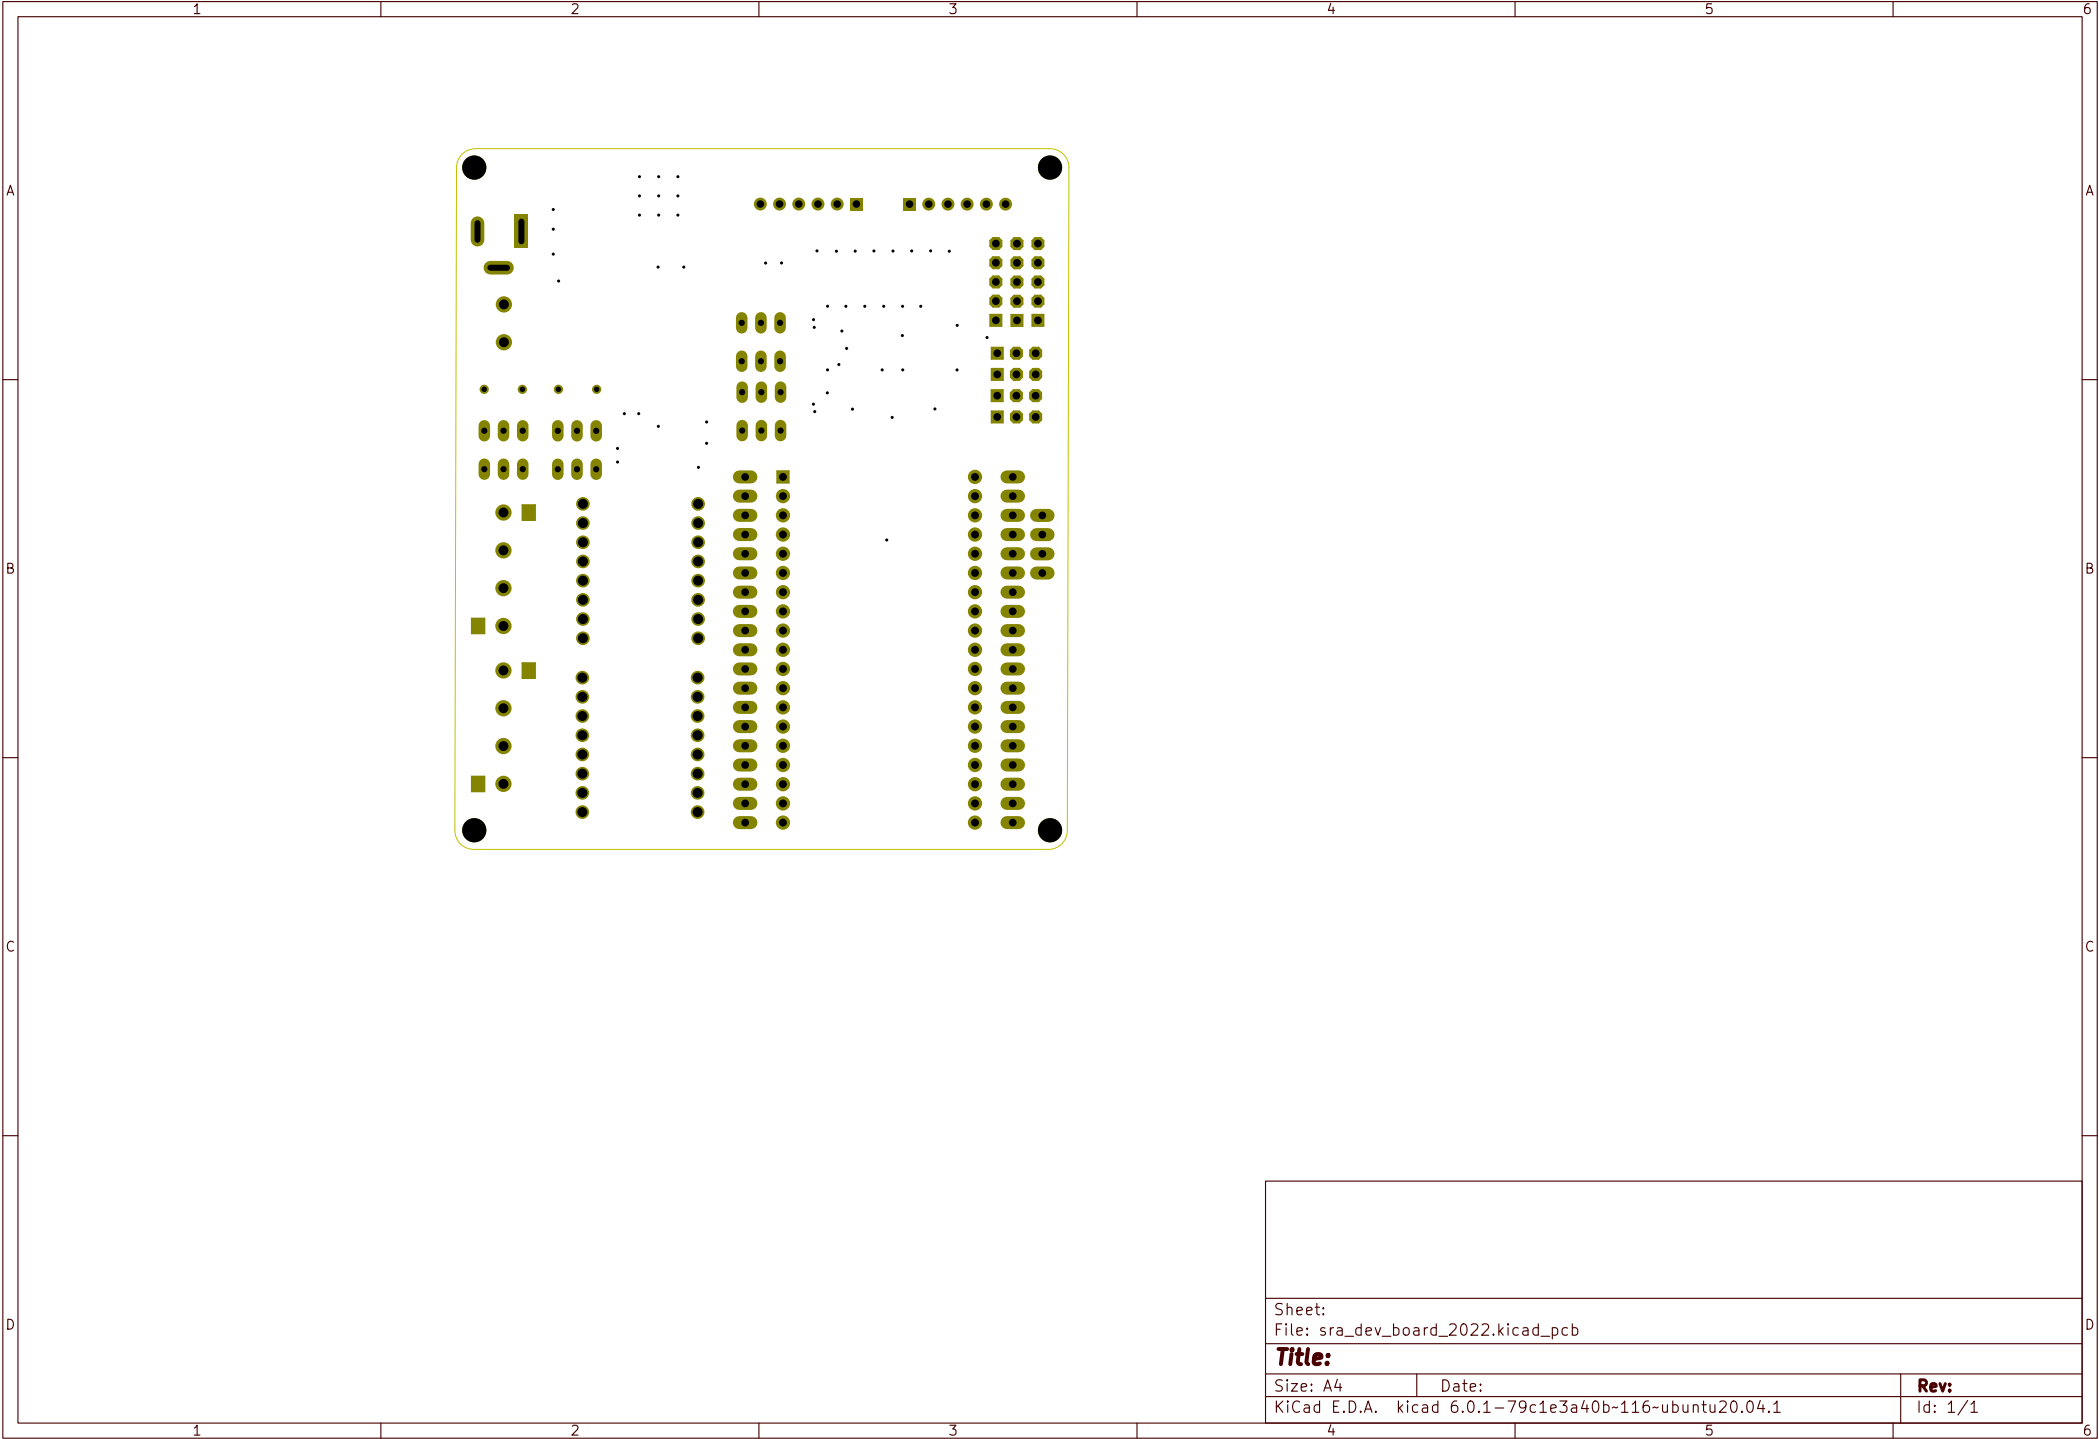 1 2 3 4 5 6
A A
B B
C C
D D
Sheet:
File: sra_dev_board_2022.kicad_pcb
Title:
Size: A4 Date: Rev:
KiCad E.D.A. kicad 6.0.1-79c1e3a40b~116~ubuntu20.04.1 Id: 1/1
1 2 3 4 5 6